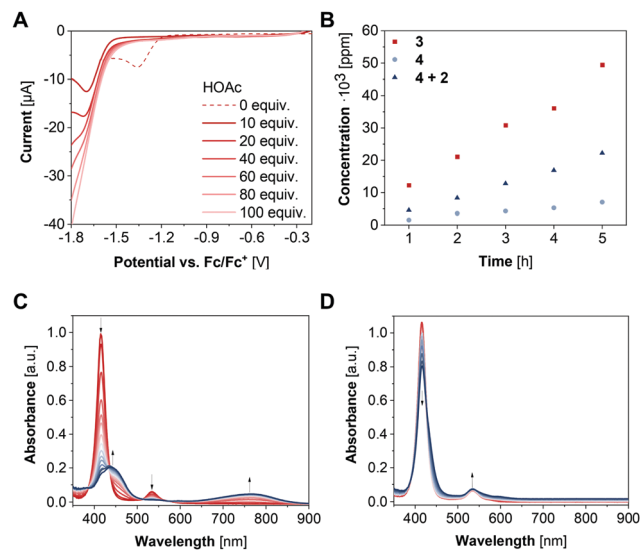 A
0
-10
-20
-30
-40
Current [µA]
HOAc
0 equiv.
10 equiv.
20 equiv.
40 equiv.
60 equiv.
80 equiv.
100 equiv.
-1.8 -1.5 -1.2 -0.9 -0.6 -0.3
Potential vs. Fc/Fc⁺ [V]
B
60
50
40
30
20
10
0
Concentration ·10³ [ppm]
3
4
4 + 2
1 2 3 4 5
Time [h]
C
1.0
0.8
0.6
0.4
0.2
0.0
Absorbance [a.u.]
400 500 600 700 800 900
Wavelength [nm]
D
1.0
0.8
0.6
0.4
0.2
0.0
Absorbance [a.u.]
400 500 600 700 800 900
Wavelength [nm]